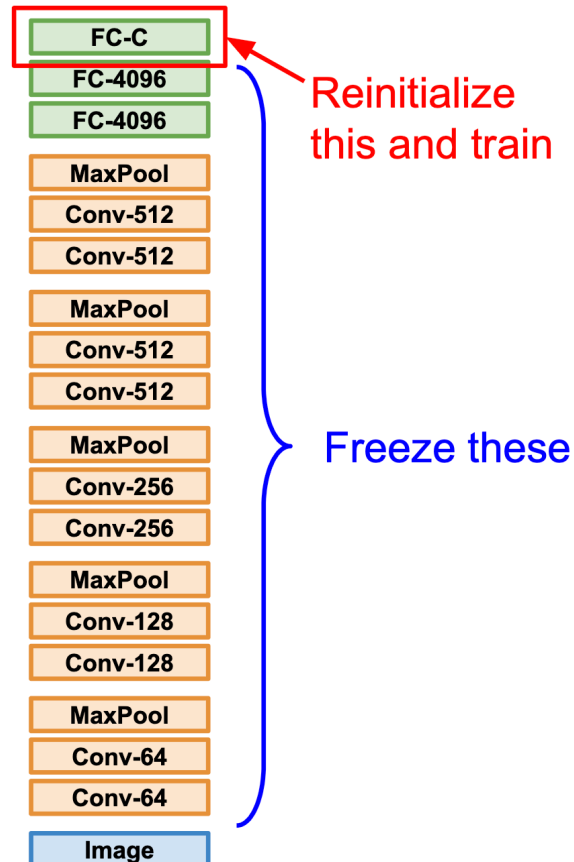 FC-C
FC-4096
FC-4096
Reinitialize
this and train
MaxPool
Conv-512
Conv-512
MaxPool
Conv-512
Conv-512
MaxPool
Conv-256
Conv-256
Freeze these
MaxPool
Conv-128
Conv-128
MaxPool
Conv-64
Conv-64
Image